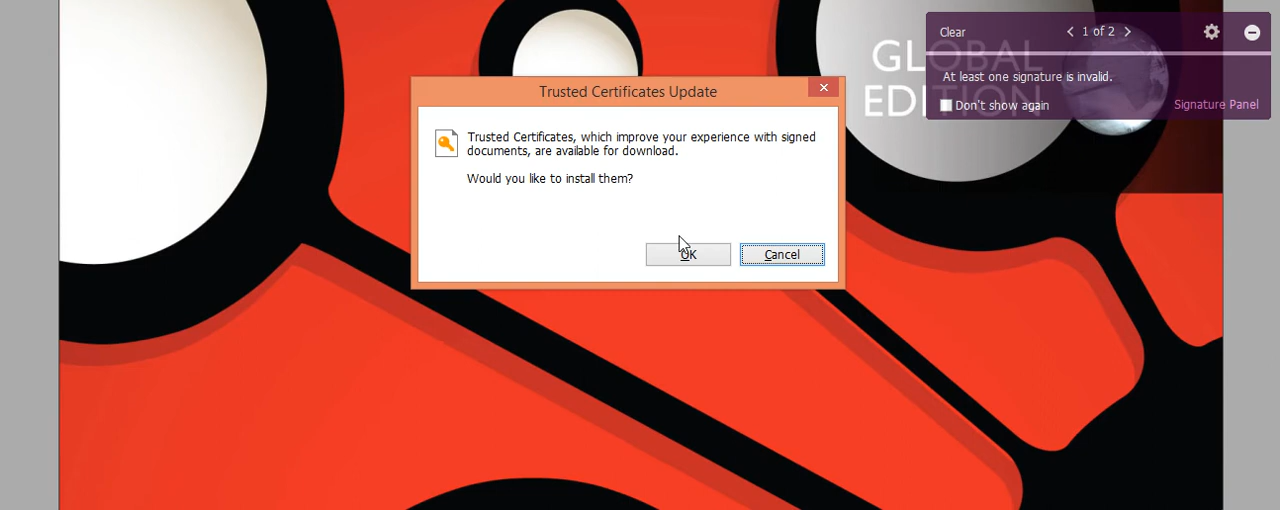 Clear
1 of 2
GLOBAL
EDITION
At least one signature is invalid.
Don't show again
Signature Panel
Trusted Certificates Update
Trusted Certificates, which improve your experience with signed
documents, are available for download.
Would you like to install them?
OK
Cancel